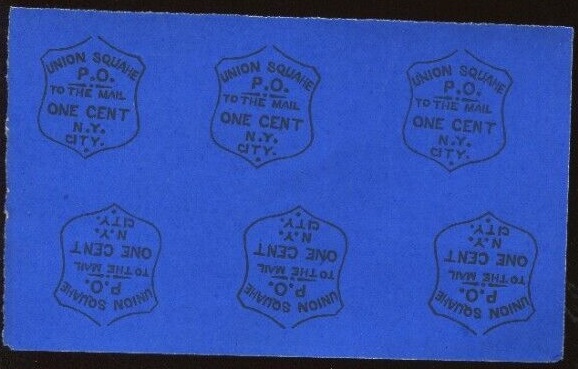 UNION SQUARE
P.O.
TO THE MAIL
ONE CENT
N.Y.
CITY.
UNION SQUARE
P.O.
TO THE MAIL
ONE CENT
N.Y.
CITY.
UNION SQUARE
P.O.
TO THE MAIL
ONE CENT
N.Y.
CITY.
UNION SQUARE
P.O.
TO THE MAIL
ONE CENT
N.Y.
CITY.
UNION SQUARE
P.O.
TO THE MAIL
ONE CENT
N.Y.
CITY.
UNION SQUARE
P.O.
TO THE MAIL
ONE CENT
N.Y.
CITY.